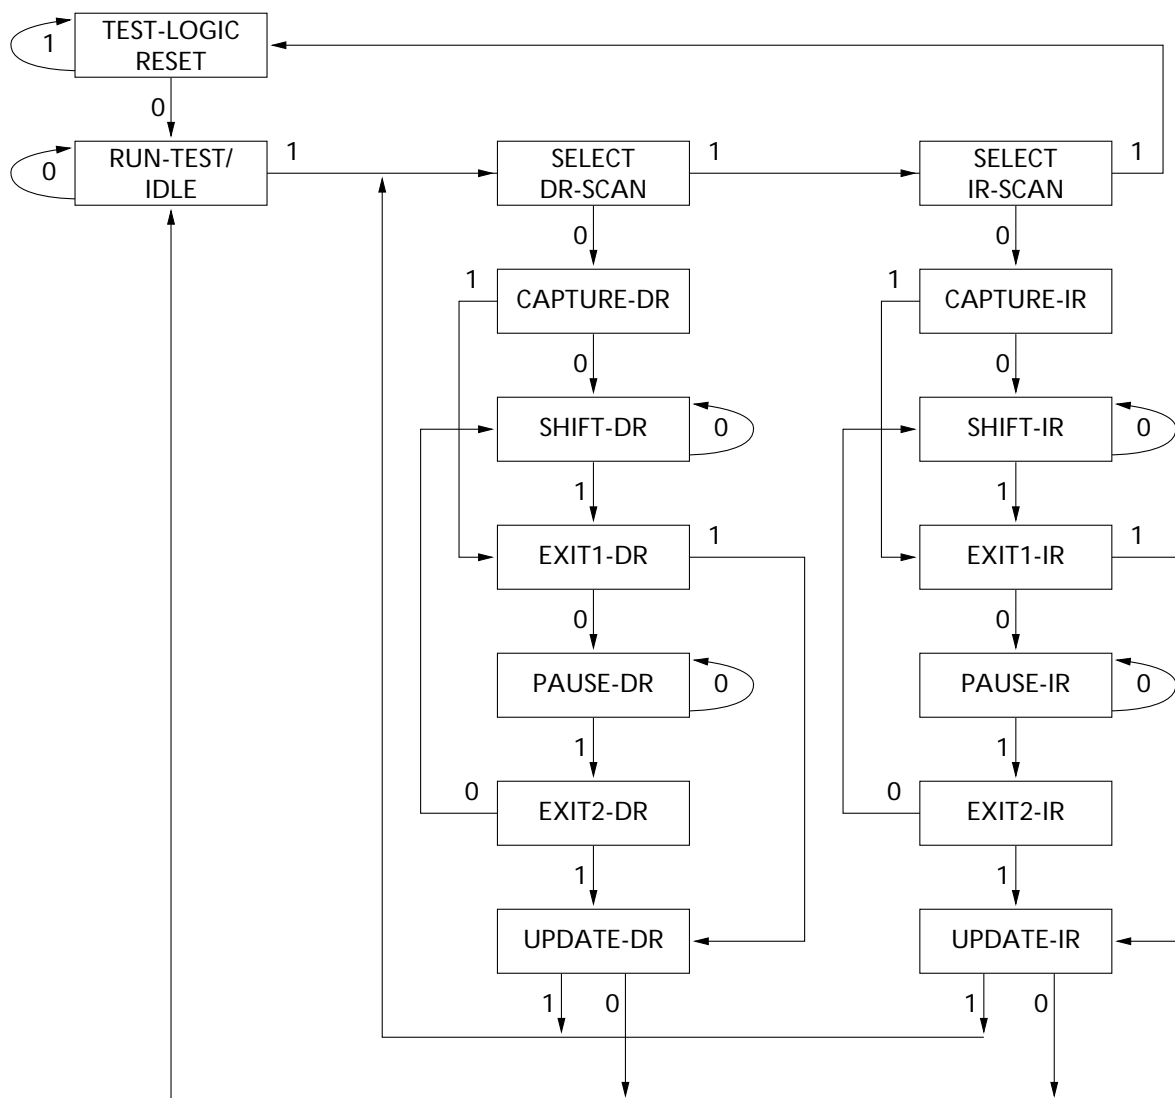 TEST-LOGIC
RESET
1
0
RUN-TEST/
IDLE
0
1
SELECT
DR-SCAN
1
SELECT
IR-SCAN
1
0
0
1
CAPTURE-DR
1
CAPTURE-IR
0
0
SHIFT-DR
0
SHIFT-IR
0
1
1
EXIT1-DR
1
EXIT1-IR
1
0
0
PAUSE-DR
0
PAUSE-IR
0
1
1
0
EXIT2-DR
0
EXIT2-IR
1
1
UPDATE-DR
UPDATE-IR
1
0
1
0